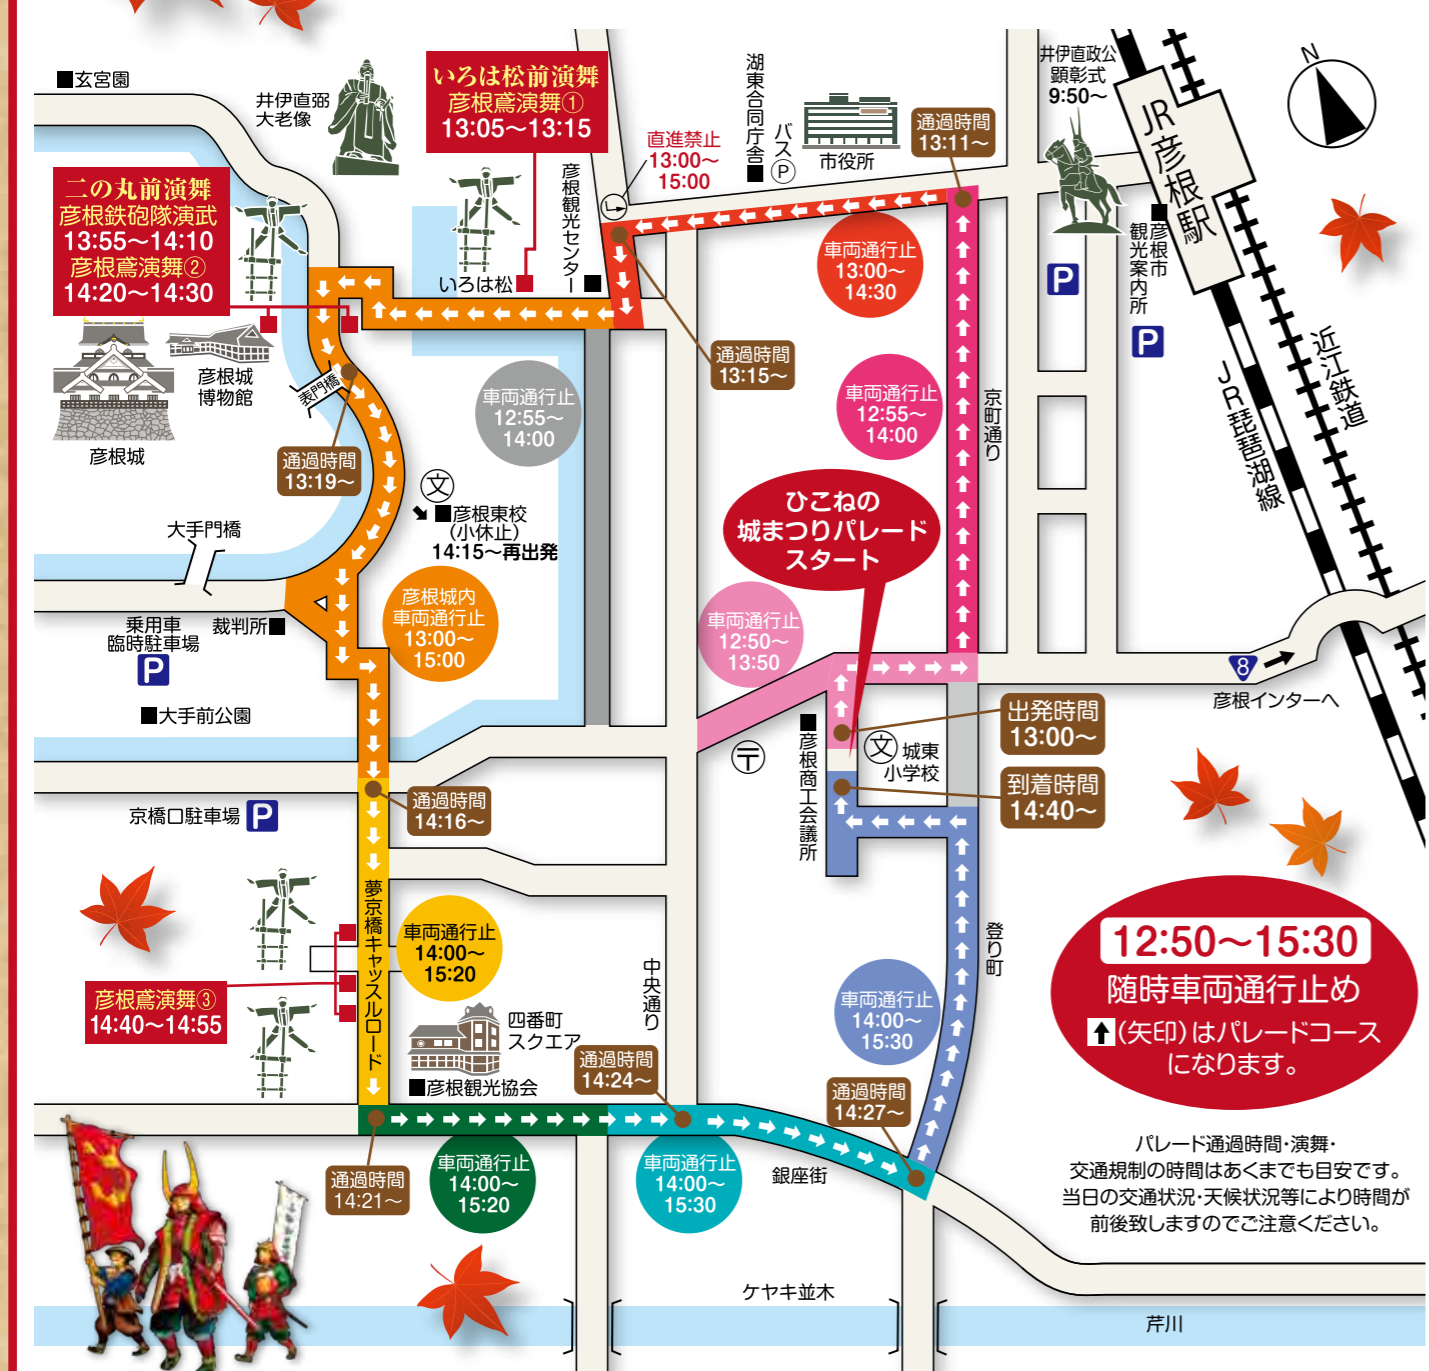 ■玄宮園
井伊直弼
大老像
いろは松前演舞
彦根鳶演舞①
13:05～13:15
直進禁止
13:00～
15:00
湖東合同庁舎■
バスⓅ
市役所
通過時間
13:11～
井伊直政公
顕彰式
9:50～
N
JR彦根駅
■彦根市
観光案内所
P
P
近江鉄道
JR琵琶湖線
二の丸前演舞
彦根鉄砲隊演武
13:55～14:10
彦根鳶演舞②
14:20～14:30
いろは松■
彦根観光センター■
車両通行止
13:00～
14:30
彦根城
博物館
彦根城
表門橋
通過時間
13:19～
通過時間
13:15～
車両通行止
12:55～
14:00
車両通行止
12:55～
14:00
京町通り
文
■彦根東校
(小休止)
14:15～再出発
ひこねの
城まつりパレード
スタート
大手門橋
乗用車
臨時駐車場
P
裁判所■
彦根城内
車両通行止
13:00～
15:00
車両通行止
12:50～
13:50
8
彦根インターへ
■大手前公園
〒
■彦根商工会議所
文
城東
小学校
出発時間
13:00～
到着時間
14:40～
京橋口駐車場
P
通過時間
14:16～
夢京橋キャッスルロード
彦根鳶演舞③
14:40～14:55
車両通行止
14:00～
15:20
中央通り
四番町
スクエア
■彦根観光協会
通過時間
14:24～
車両通行止
14:00～
15:30
登り町
通過時間
14:27～
12:50～15:30
随時車両通行止め
↑(矢印)はパレードコース
になります。
通過時間
14:21～
車両通行止
14:00～
15:20
車両通行止
14:00～
15:30
銀座街
パレード通過時間・演舞・
交通規制の時間はあくまでも目安です。
当日の交通状況・天候状況等により時間が
前後致しますのでご注意ください。
ケヤキ並木
芹川